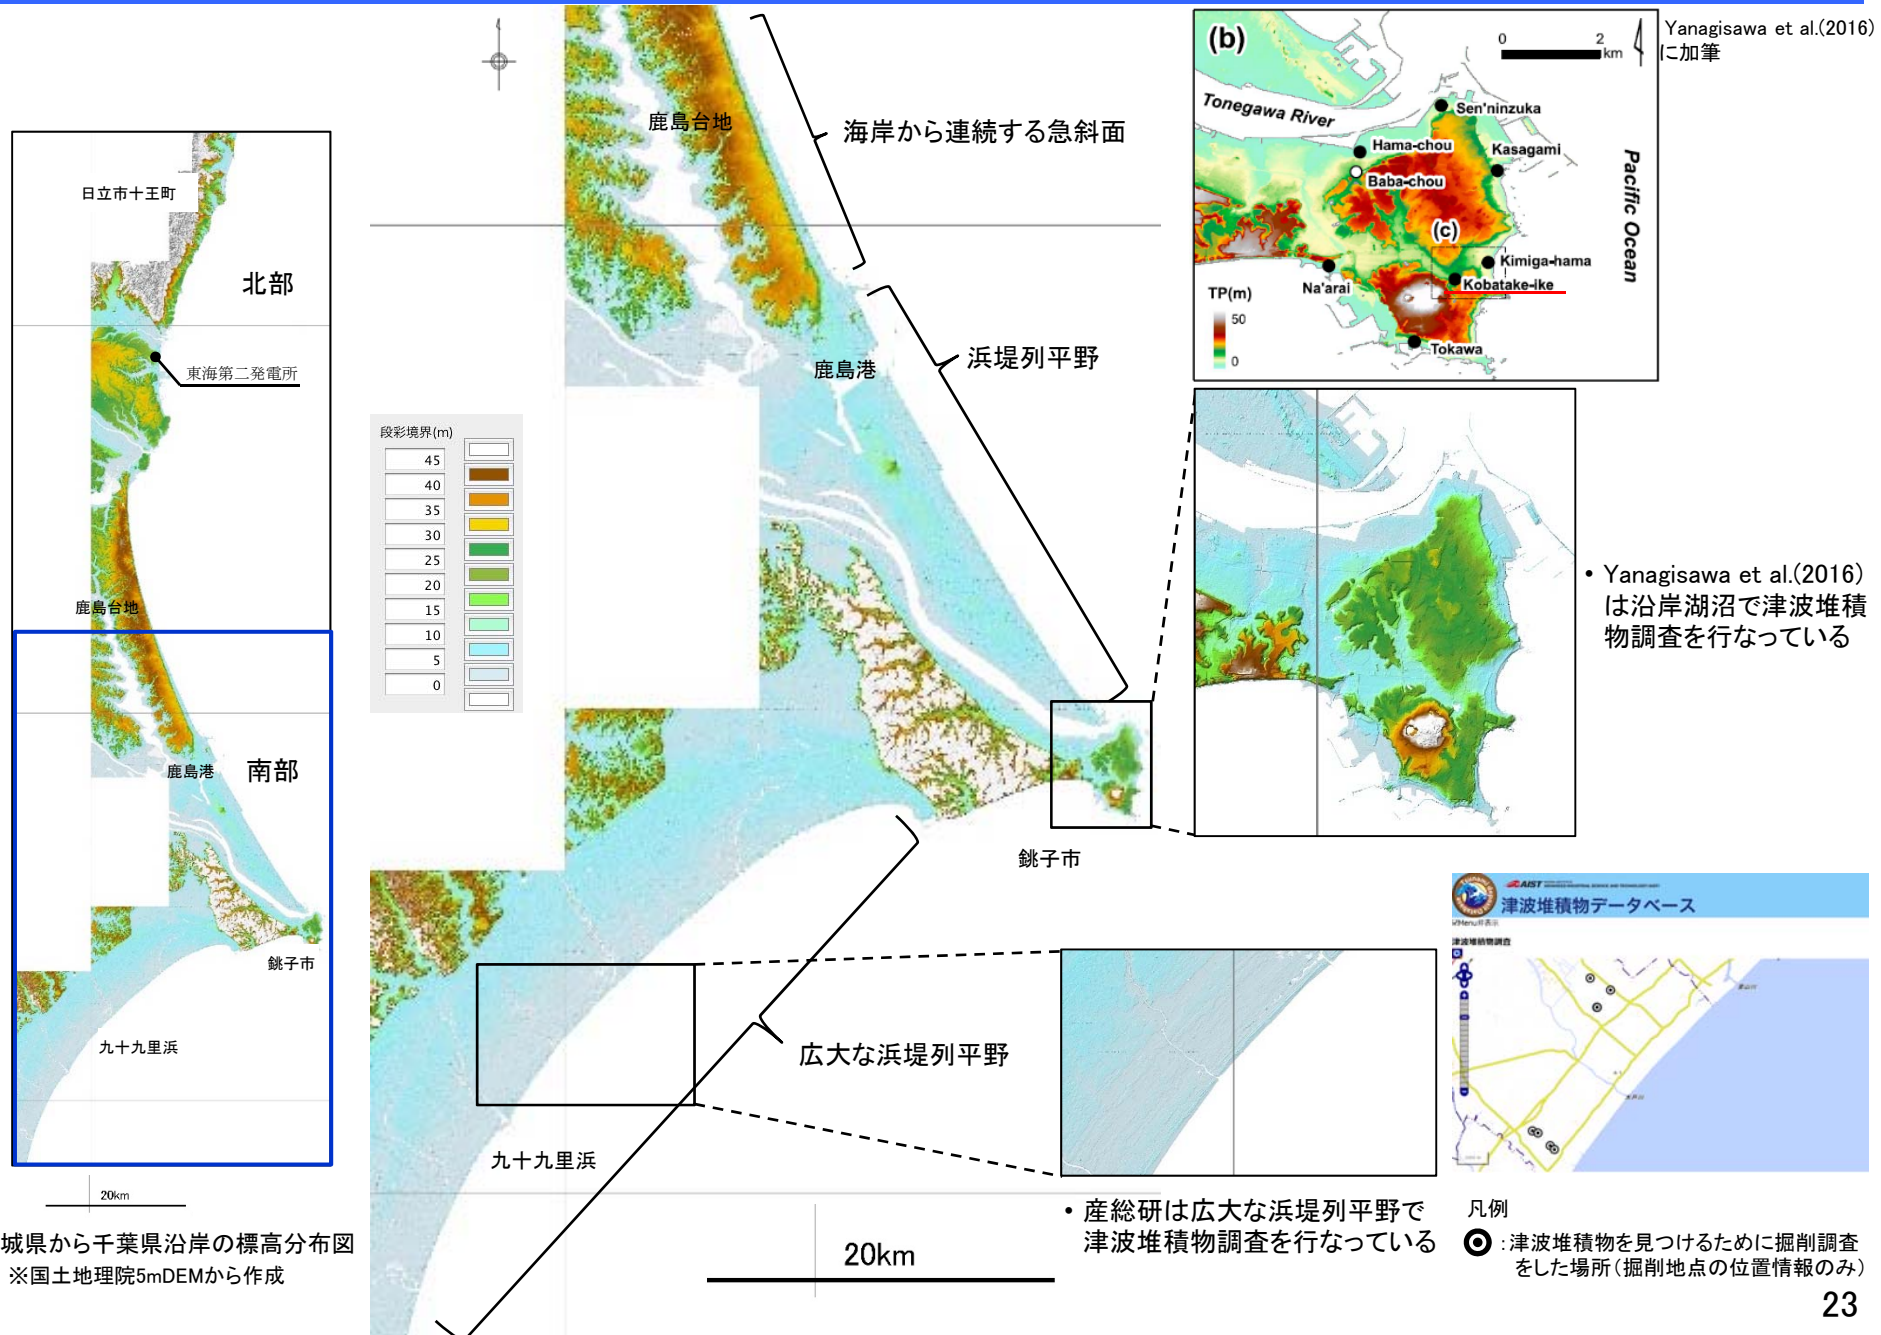 日立市十王町
北部
東海第二発電所
鹿島台地
鹿島港
南部
銚子市
九十九里浜
20km
城県から千葉県沿岸の標高分布図
※国土地理院5mDEMから作成
鹿島台地
海岸から連続する急斜面
浜堤列平野
鹿島港
段彩境界(m)
45
40
35
30
25
20
15
10
5
0
銚子市
広大な浜堤列平野
九十九里浜
20km
(b)
0 2
km
Yanagisawa et al.(2016)
に加筆
Tonegawa River
Sen'ninzuka
Hama-chou
Kasagami
Baba-chou
Pacific Ocean
(c)
Kimiga-hama
Na'arai
Kobatake-ike
TP(m)
50
0
Tokawa
• Yanagisawa et al.(2016)
は沿岸湖沼で津波堆積
物調査を行なっている
AIST
津波堆積物データベース
津波堆積物調査
• 産総研は広大な浜堤列平野で
津波堆積物調査を行なっている
凡例
:津波堆積物を見つけるために掘削調査
をした場所(掘削地点の位置情報のみ)
23